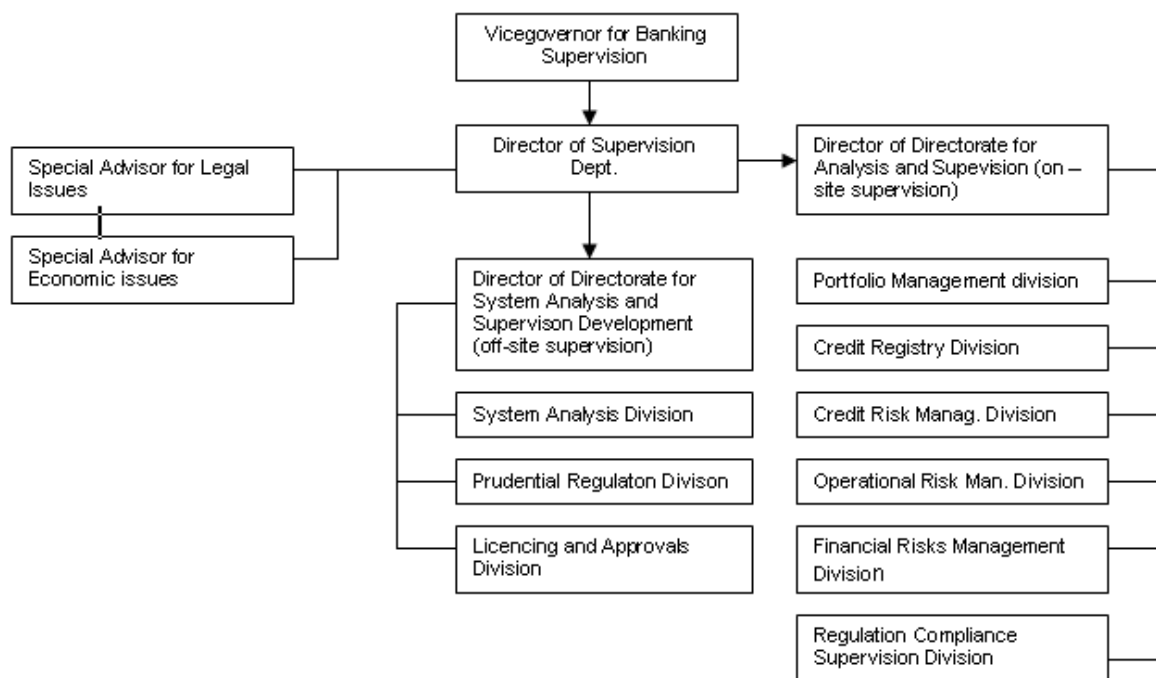 Vicegovernor for Banking
Supervision
Director of Supervision
Dept.
Director of Directorate for
Analysis and Supevision (on –
site supervision)
Special Advisor for Legal
Issues
Special Advisor for
Economic issues
Director of Directorate for
System Analysis and
Supervison Development
(off-site supervision)
Portfolio Management division
Credit Registry Division
System Analysis Division
Credit Risk Manag. Division
Prudential Regulaton Divison
Operational Risk Man. Division
Licencing and Approvals
Division
Financial Risks Management
Division
Regulation Compliance
Supervision Division